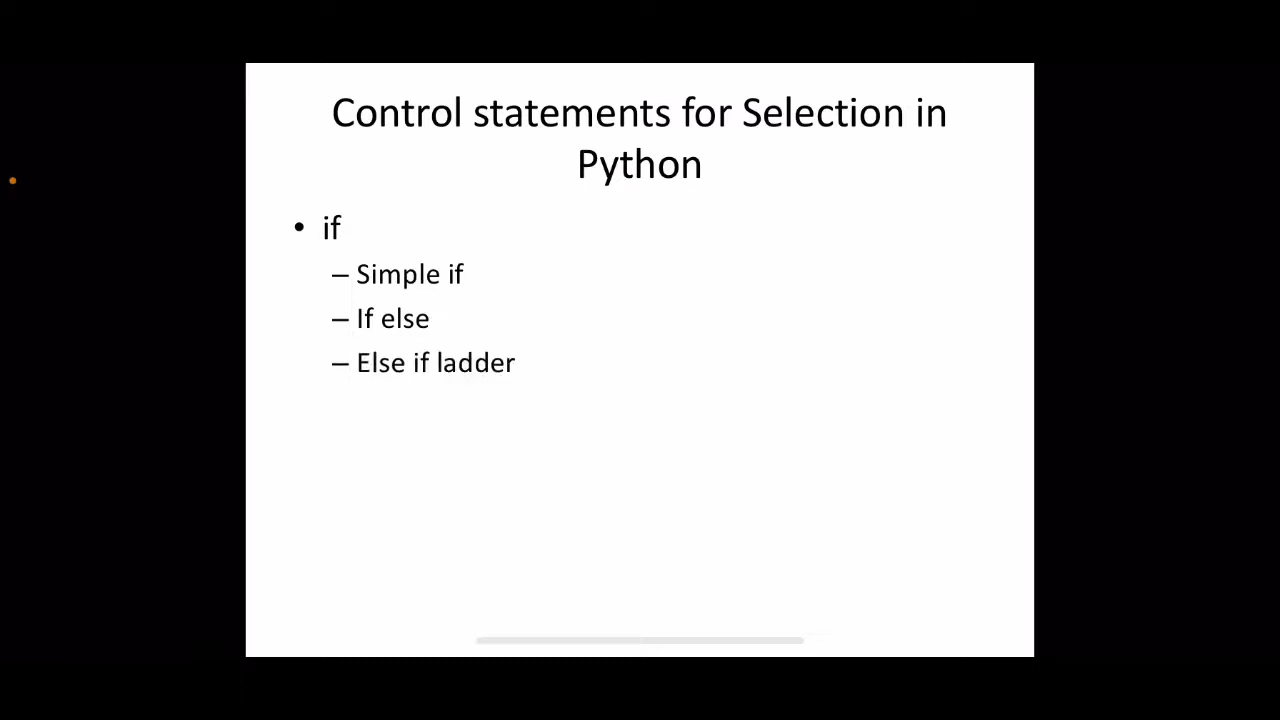 Control statements for Selection in
Python
• if
– Simple if
– If else
– Else if ladder